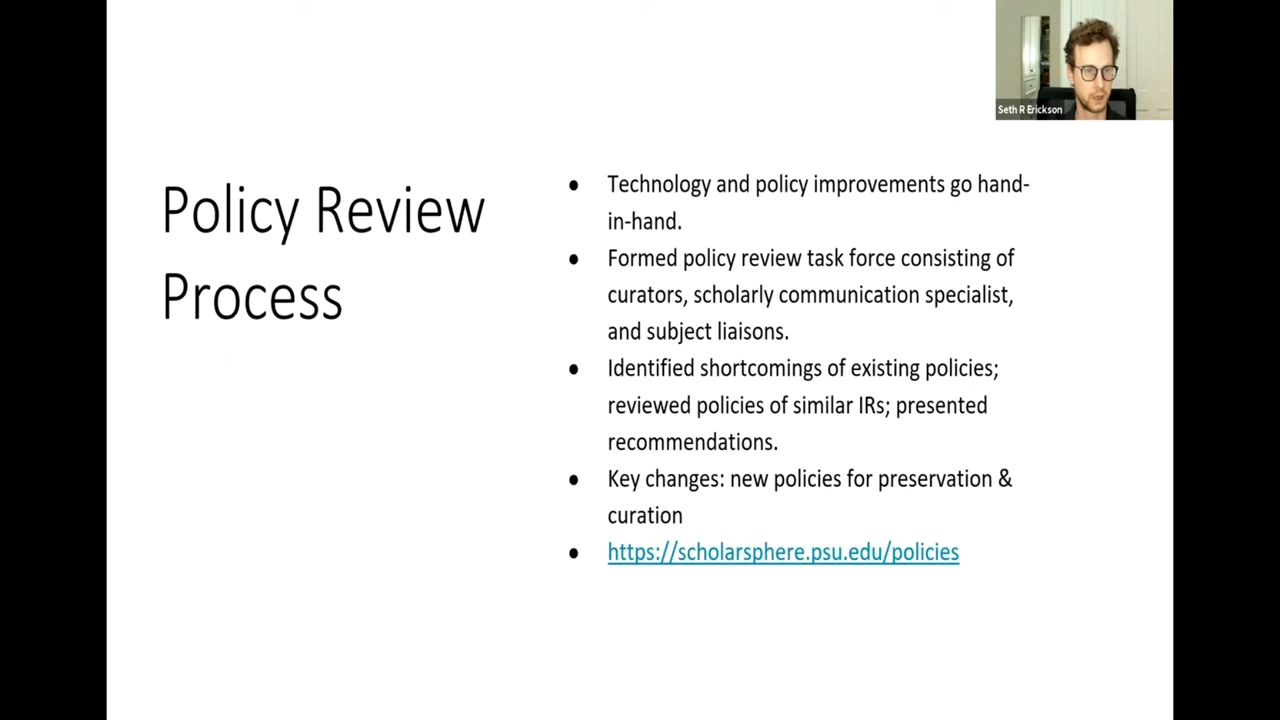 Seth R Erickson
Policy Review
Process
● Technology and policy improvements go hand-
in-hand.
● Formed policy review task force consisting of
curators, scholarly communication specialist,
and subject liaisons.
● Identified shortcomings of existing policies;
reviewed policies of similar IRs; presented
recommendations.
● Key changes: new policies for preservation &
curation
● https://scholarsphere.psu.edu/policies